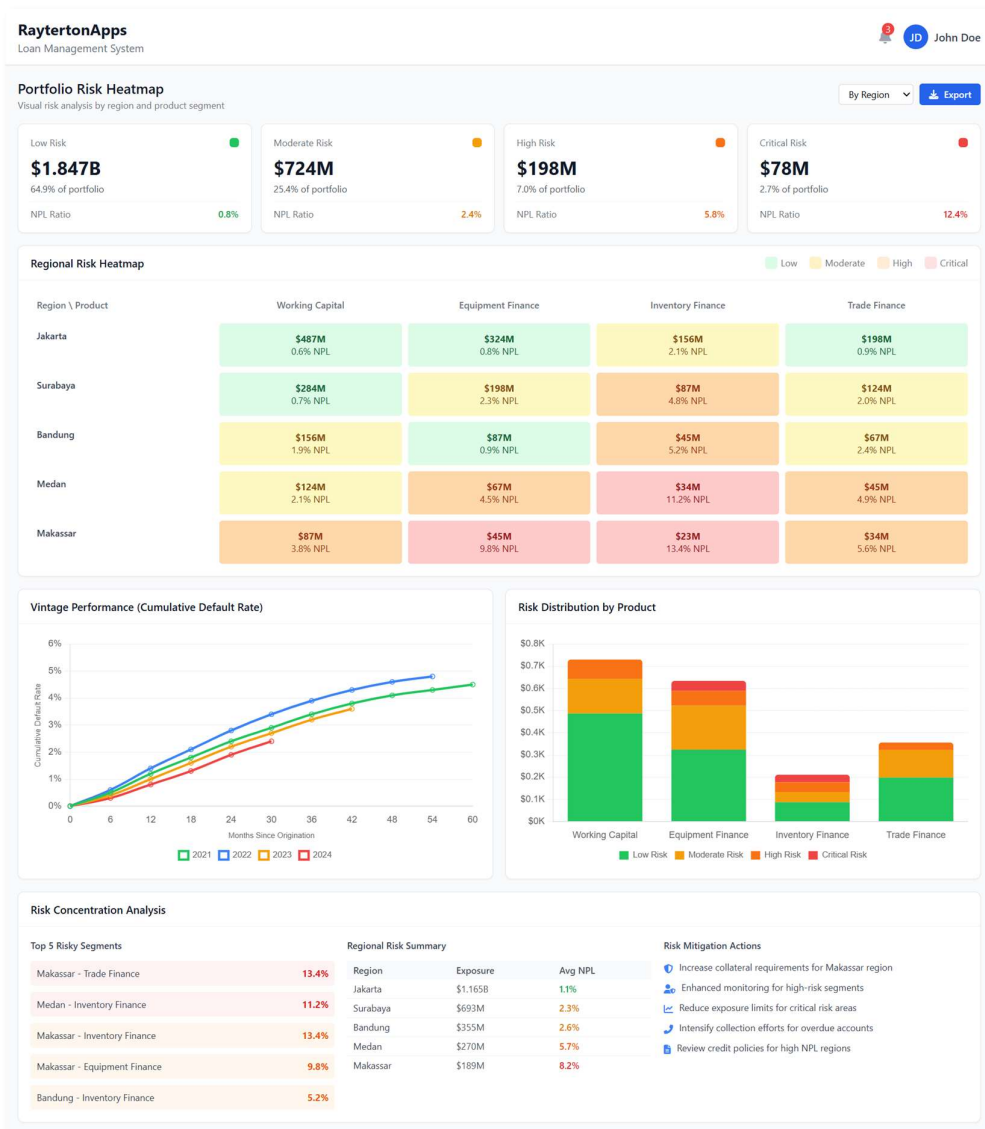 RaytertonApps
Loan Management System
3
JD
John Doe
Portfolio Risk Heatmap
Visual risk analysis by region and product segment
By Region
Export
Low Risk
$1.847B
64.9% of portfolio
NPL Ratio 0.8%
Moderate Risk
$724M
25.4% of portfolio
NPL Ratio 2.4%
High Risk
$198M
7.0% of portfolio
NPL Ratio 5.8%
Critical Risk
$78M
2.7% of portfolio
NPL Ratio 12.4%
Regional Risk Heatmap
Low Moderate High Critical
Region \ Product Working Capital Equipment Finance Inventory Finance Trade Finance
Jakarta
$487M $324M $156M $198M
0.6% NPL 0.8% NPL 2.1% NPL 0.9% NPL
Surabaya
$284M $198M $87M $124M
0.7% NPL 2.3% NPL 4.8% NPL 2.0% NPL
Bandung
$156M $87M $45M $67M
1.9% NPL 0.9% NPL 5.2% NPL 2.4% NPL
Medan
$124M $67M $34M $45M
2.1% NPL 4.5% NPL 11.2% NPL 4.9% NPL
Makassar
$87M $45M $23M $34M
3.8% NPL 9.8% NPL 13.4% NPL 5.6% NPL
Vintage Performance (Cumulative Default Rate)
6%
5%
4%
3%
2%
1%
0%
Cumulative Default Rate
0 6 12 18 24 30 36 42 48 54 60
Months Since Origination
2021 2022 2023 2024
Risk Distribution by Product
$0.8K
$0.7K
$0.6K
$0.5K
$0.4K
$0.3K
$0.2K
$0.1K
$0K
Working Capital Equipment Finance Inventory Finance Trade Finance
Low Risk Moderate Risk High Risk Critical Risk
Risk Concentration Analysis
Top 5 Risky Segments
Makassar - Trade Finance 13.4%
Medan - Inventory Finance 11.2%
Makassar - Inventory Finance 13.4%
Makassar - Equipment Finance 9.8%
Bandung - Inventory Finance 5.2%
Regional Risk Summary
Region Exposure Avg NPL
Jakarta $1.165B 1.1%
Surabaya $693M 2.3%
Bandung $355M 2.6%
Medan $270M 5.7%
Makassar $189M 8.2%
Risk Mitigation Actions
Increase collateral requirements for Makassar region
Enhanced monitoring for high-risk segments
Reduce exposure limits for critical risk areas
Intensify collection efforts for overdue accounts
Review credit policies for high NPL regions